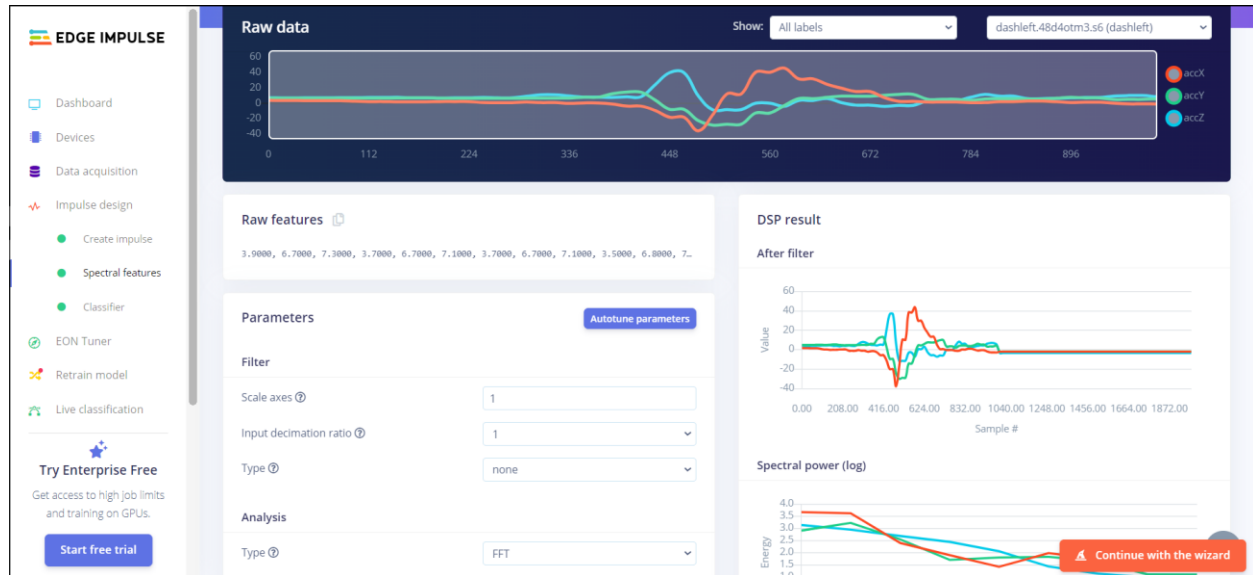 EDGE IMPULSE
Dashboard
Devices
Data acquisition
Impulse design
Create impulse
Spectral features
Classifier
EON Tuner
Retrain model
Live classification
Try Enterprise Free
Get access to high job limits
and training on GPUs.
Start free trial
Raw data
Show:
All labels
dashleft.48d4otm3.s6 (dashleft)
60
40
20
0
-20
-40
0 112 224 336 448 560 672 784 896
accX
accY
accZ
Raw features
3.9000, 6.7000, 7.3000, 3.7000, 6.7000, 7.1000, 3.7000, 6.7000, 7.1000, 3.5000, 6.8000, 7…
Parameters
Autotune parameters
Filter
Scale axes
1
Input decimation ratio
1
Type
none
Analysis
Type
FFT
DSP result
After filter
60
40
20
0
-20
-40
Value
0.00 208.00 416.00 624.00 832.00 1040.00 1248.00 1456.00 1664.00 1872.00
Sample #
Spectral power (log)
4.0
3.5
3.0
2.5
2.0
1.5
1.0
Energy
Continue with the wizard